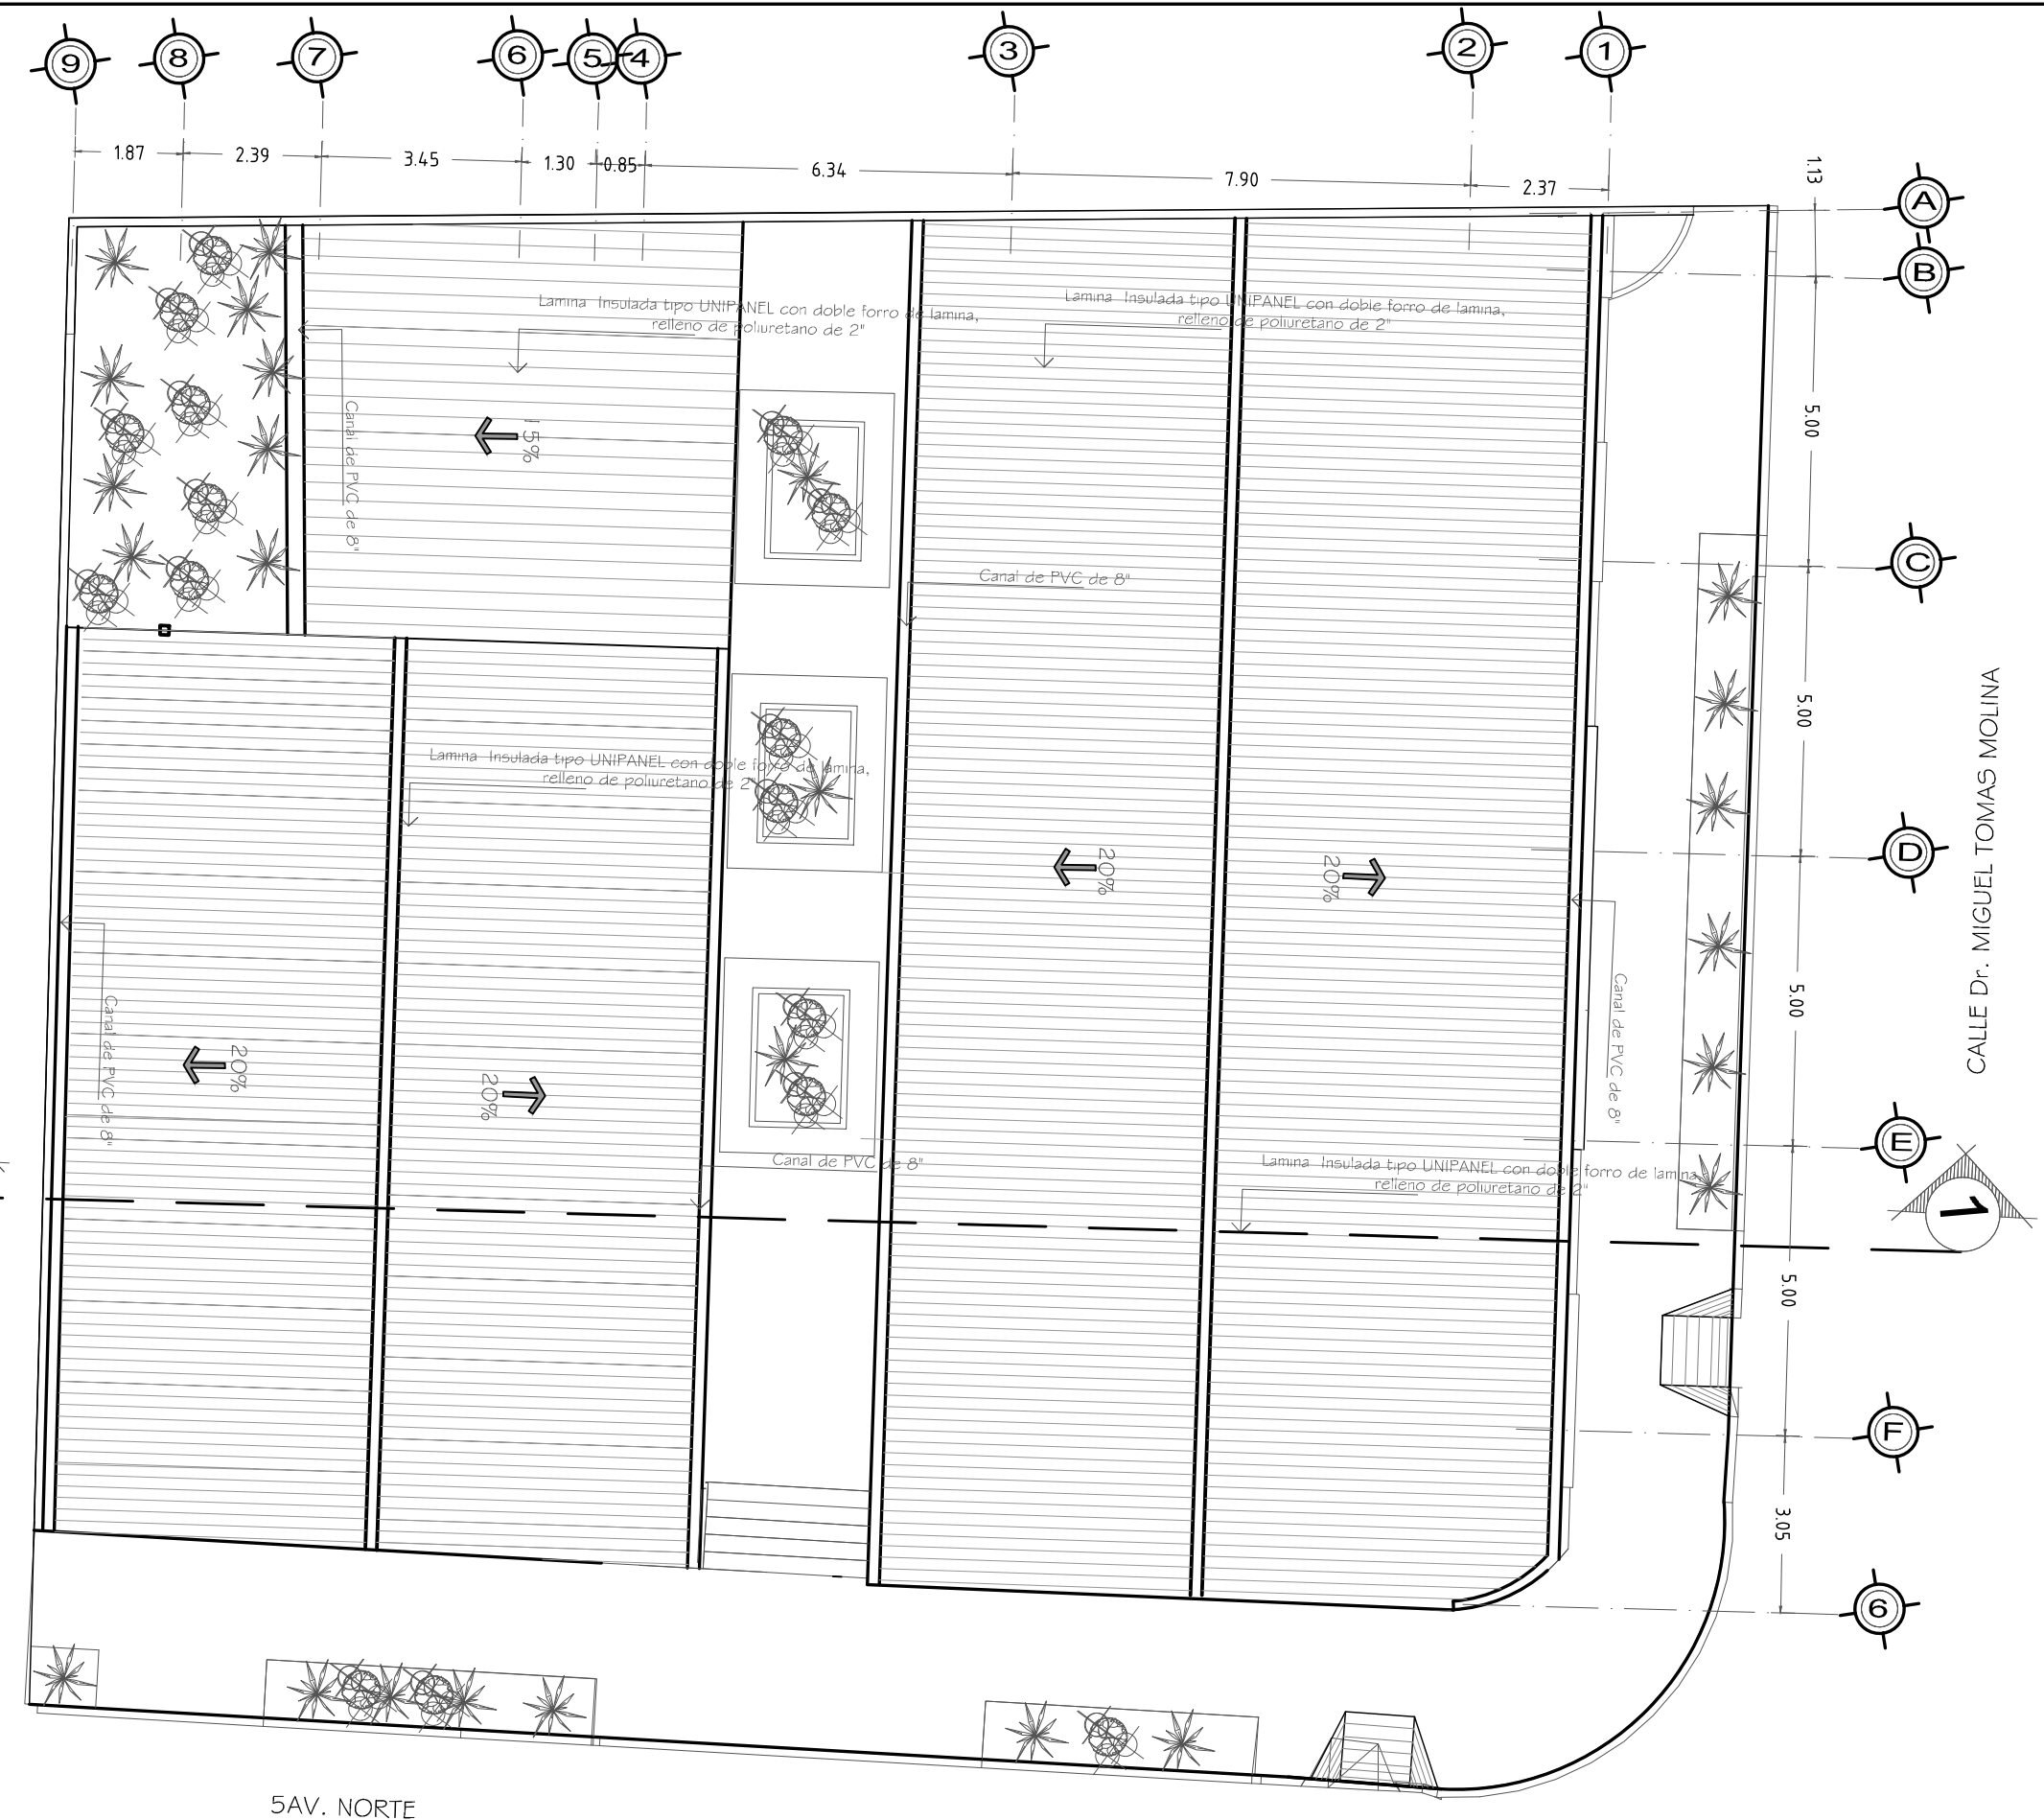 9 8 7 6 5 4 3 2 1
1.87 2.39 3.45 1.30 0.85 6.34 7.90 2.37
1.13
A
B
Lamina Insulada tipo UNIPANEL con doble forro de lamina,
relleno de poliuretano de 2"
Lamina Insulada tipo UNIPANEL con doble forro de lamina,
relleno de poliuretano de 2"
Canal de PVC de 8"
15%
5.00
C
Canal de PVC de 8"
5.00
CALLE Dr. MIGUEL TOMAS MOLINA
Lamina Insulada tipo UNIPANEL con doble forro de lamina,
relleno de poliuretano de 2"
20%
20%
D
Canal de PVC de 8"
5.00
Canal de PVC de 8"
20%
20%
E
Canal de PVC de 8"
Lamina Insulada tipo UNIPANEL con doble forro de lamina,
relleno de poliuretano de 2"
1
5.00
F
3.05
6
5AV. NORTE